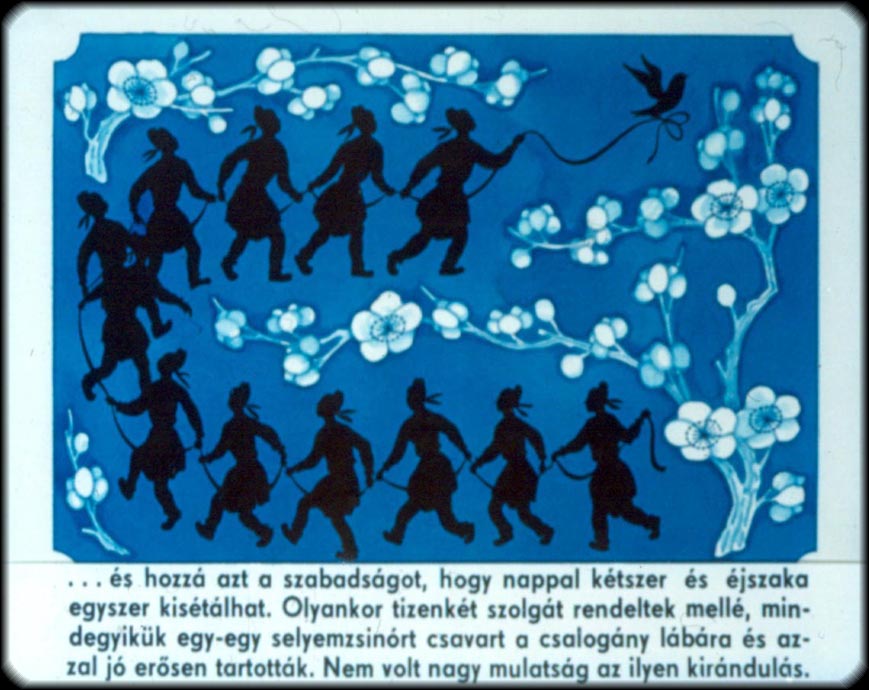 ...és hozzá azt a szabadságot, hogy nappal kétszer és éjszaka
egyszer kisétálhat. Olyankor tizenkét szolgát rendeltek mellé, min-
degyikük egy-egy selyemzsinórt csavart a csalogány lábára és az-
zal jó erősen tartották. Nem volt nagy mulatság az ilyen kirándulás.